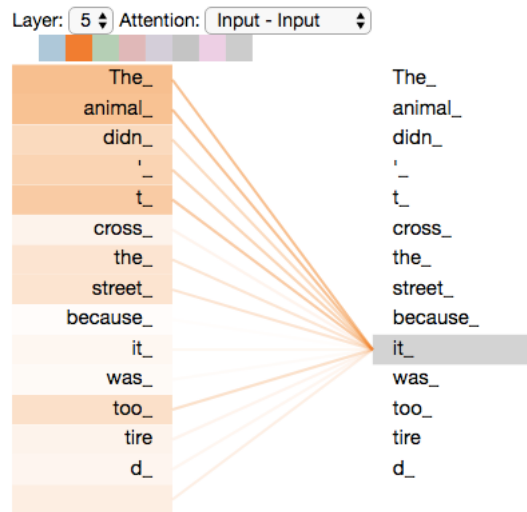 Layer: 5 Attention: Input - Input
The_ The_
animal_ animal_
didn_ didn_
'_ '_
t_ t_
cross_ cross_
the_ the_
street_ street_
because_ because_
it_ it_
was_ was_
too_ too_
tire tire
d_ d_